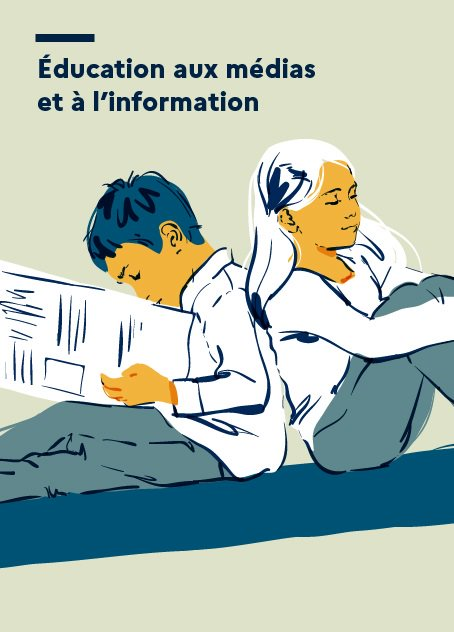 Éducation aux médias
et à l’information